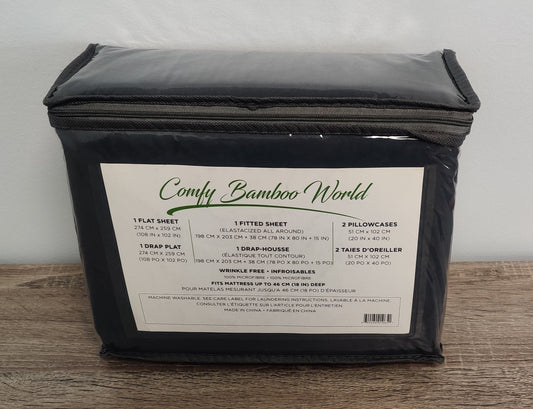 Comfy Bamboo World
1 FLAT SHEET
274 CM x 259 CM
(108 IN x 102 IN)
1 DRAP PLAT
274 CM x 259 CM
(108 PO x 102 PO)
1 FITTED SHEET
(ELASTACIZED ALL AROUND)
198 CM X 203 CM + 38 CM (78 IN X 80 IN + 15 IN)
1 DRAP-HOUSSE
(ÉLASTIQUE TOUT CONTOUR)
198 CM X 203 CM + 38 CM (78 PO X 80 PO + 15 PO)
2 PILLOWCASES
51 CM x 102 CM
(20 IN x 40 IN)
2 TAIES D'OREILLER
51 CM x 102 CM
(20 PO X 40 PO)
WRINKLE FREE • INFROISABLES
100% MICROFIBRE • 100% MICROFIBRE
FITS MATTRESS UP TO 46 CM (18 IN) DEEP
POUR MATELAS MESURANT JUSQU'A 46 CM (18 PO) D'ÉPAISSEUR
MACHINE WASHABLE, SEE CARE LABEL FOR LAUNDERING INSTRUCTIONS, LAVABLE À LA MACHINE
CONSULTER L'ÉTIQUETTE SUR L'ARTICLE POUR L'ENTRETIEN.
MADE IN CHINA • FABRIQUÉ EN CHINA